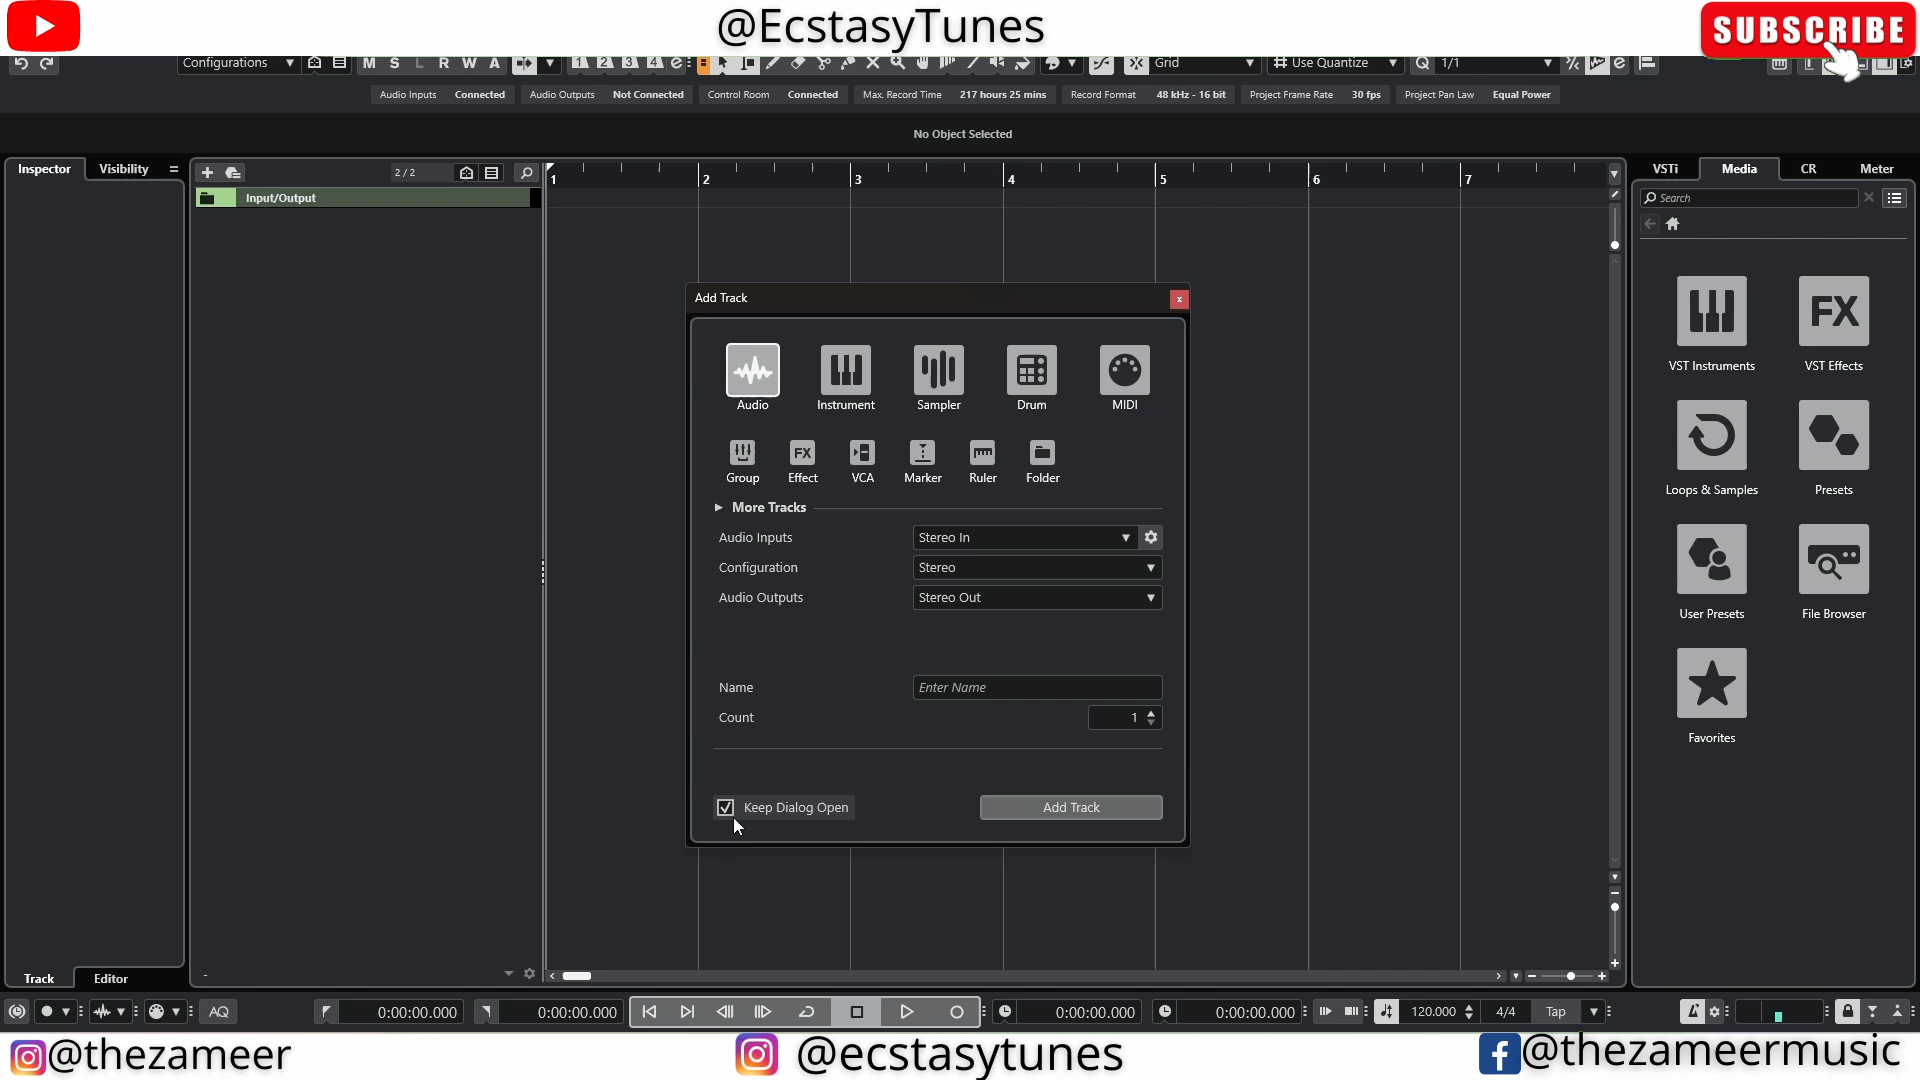 @EcstasyTunes
SUBSCRIBE
Configurations M S L R W A 1 2 3 4 Grid Use Quantize 1/1
Audio Inputs Connected Audio Outputs Not Connected Control Room Connected Max. Record Time 217 hours 25 mins Record Format 48 kHz - 16 bit Project Frame Rate 30 fps Project Pan Law Equal Power
No Object Selected
Inspector Visibility 2 / 2 1 2 3 4 5 6 7 VSTi Media CR Meter
Input/Output
Search
Add Track
Audio Instrument Sampler Drum MIDI
FX
VST Instruments VST Effects
FX
Group Effect VCA Marker Ruler Folder
Loops & Samples Presets
More Tracks
Audio Inputs Stereo In
Configuration Stereo
Audio Outputs Stereo Out
User Presets File Browser
Name Enter Name
Count 1
Favorites
Keep Dialog Open Add Track
Track Editor
AQ 0:00:00.000 0:00:00.000 0:00:00.000 0:00:00.000 120.000 4/4 Tap
@thezameer @ecstasytunes @thezameermusic